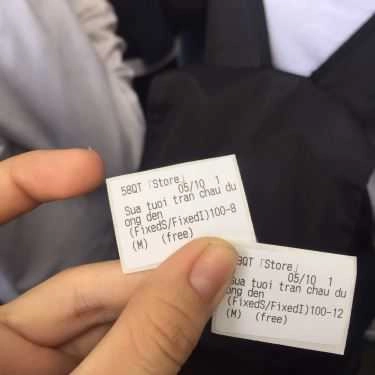 58QT「Store」
05/10 1
Sua tuoi tran chau du
ong den
(FixedS/FixedI)100-8
(M) (free)
QT「Store」
05/10 1
Sua tuoi tran chau du
ong den
(FixedS/FixedI)100-12
(M) (free)